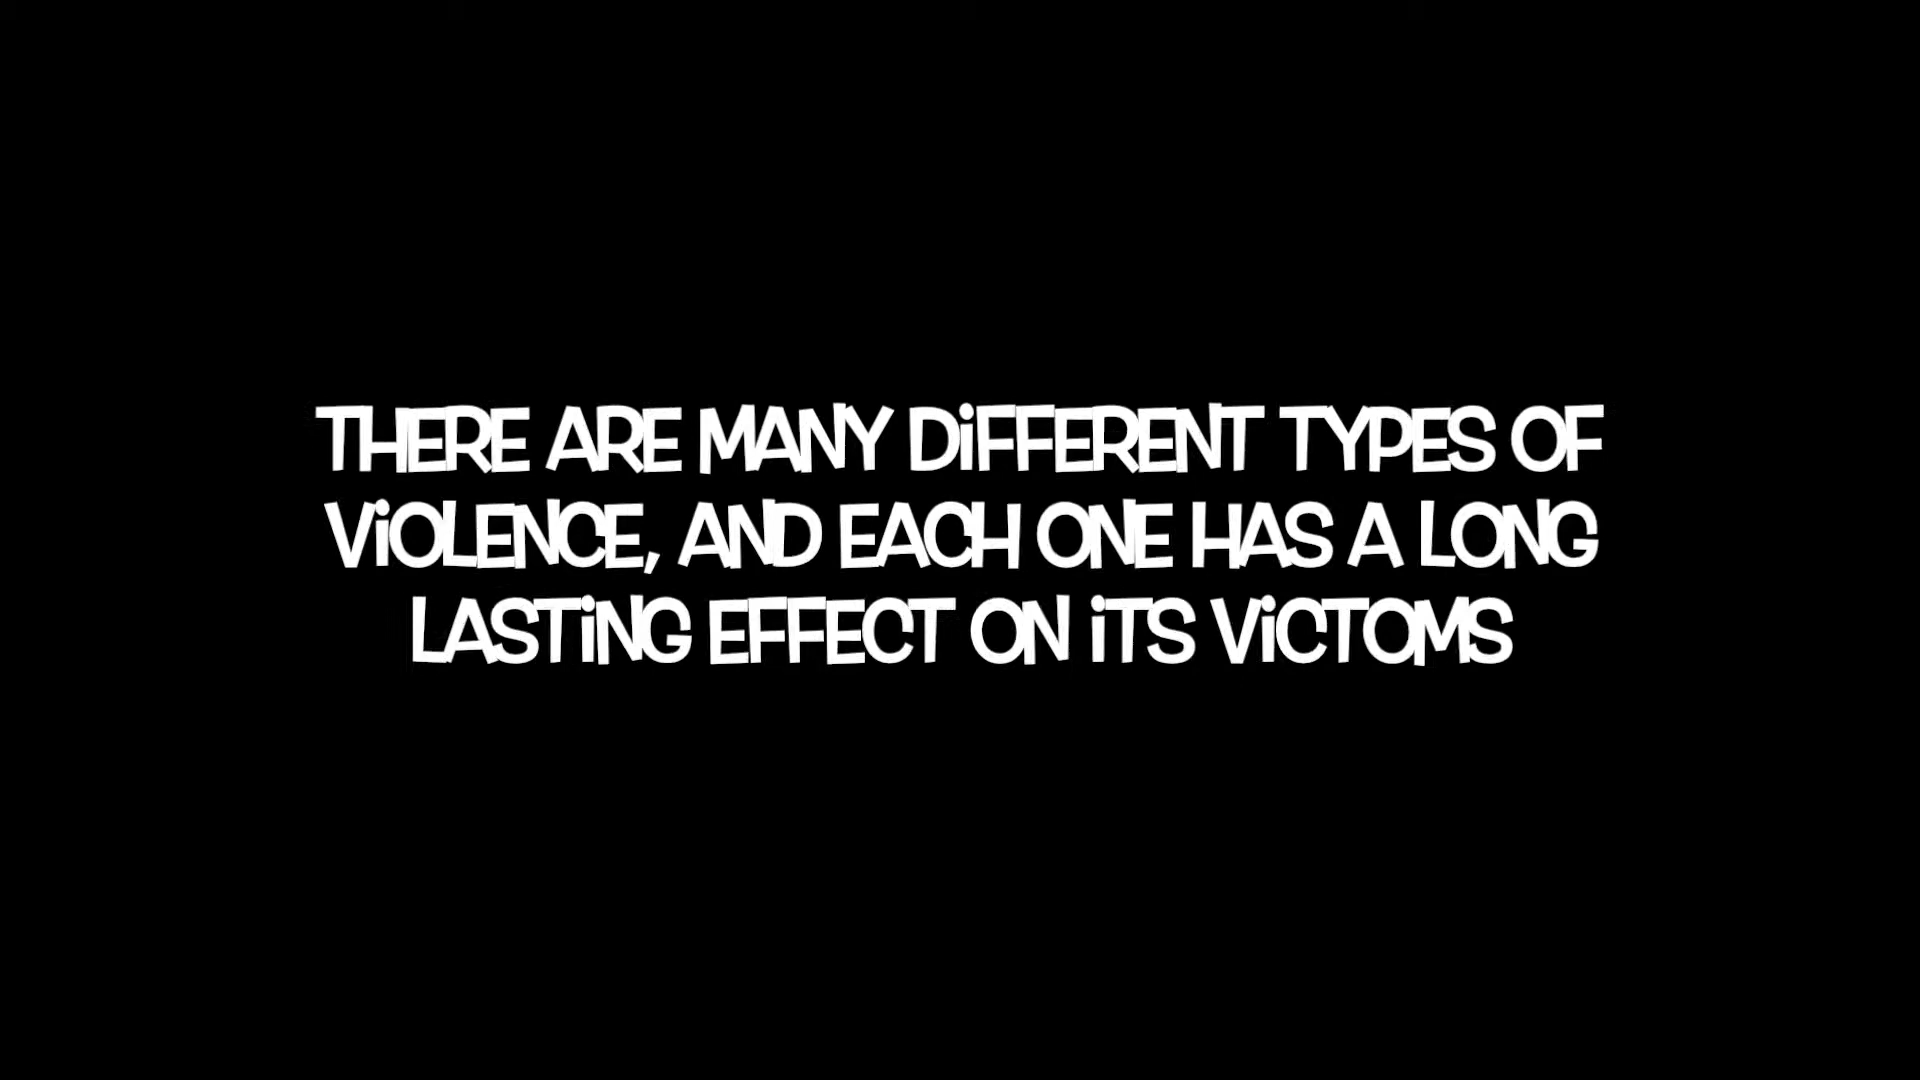 THERE ARE MANY DiFFERENT TYPES OF
ViOLENCE, AND EACH ONE HAS A LONG
LASTiNG EFFECT ON iTS ViCTOMS